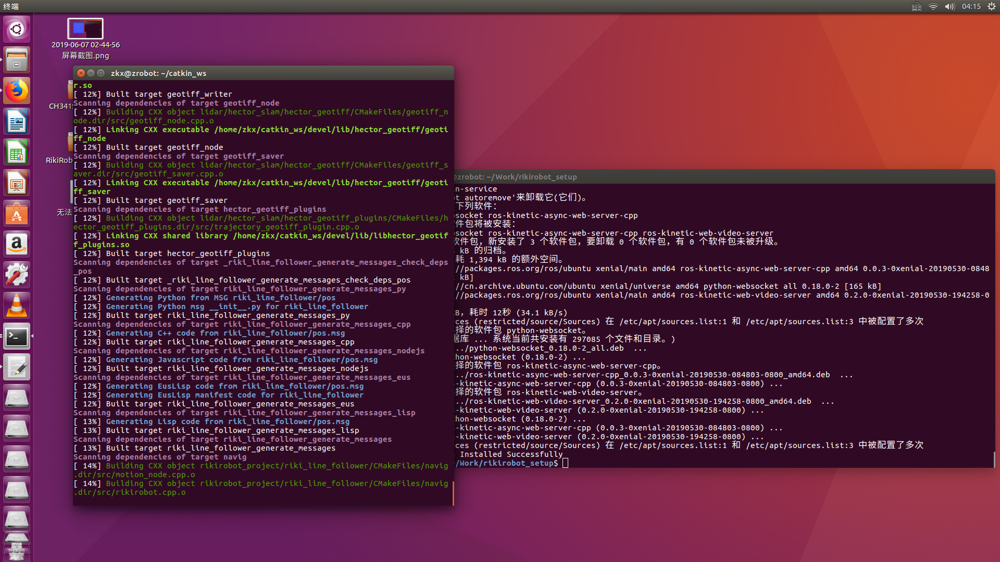 终端
04:15
2019-06-07 02-44-56
屏幕截图.png
CH341
RikiRob
无法
zkx@zrobot: ~/catkin_ws
r.so
[ 12%] Built target geotiff_writer
Scanning dependencies of target geotiff_node
[ 12%] Building CXX object lidar/hector_slam/hector_geotiff/CMakeFiles/geotiff_n
ode.dir/src/geotiff_node.cpp.o
[ 12%] Linking CXX executable /home/zkx/catkin_ws/devel/lib/hector_geotiff/geoti
ff_node
[ 12%] Built target geotiff_node
Scanning dependencies of target geotiff_saver
[ 12%] Building CXX object lidar/hector_slam/hector_geotiff/CMakeFiles/geotiff_s
aver.dir/src/geotiff_saver.cpp.o
[ 12%] Linking CXX executable /home/zkx/catkin_ws/devel/lib/hector_geotiff/geoti
ff_saver
[ 12%] Built target geotiff_saver
Scanning dependencies of target hector_geotiff_plugins
[ 12%] Building CXX object lidar/hector_slam/hector_geotiff_plugins/CMakeFiles/h
ector_geotiff_plugins.dir/src/trajectory_geotiff_plugin.cpp.o
[ 12%] Linking CXX shared library /home/zkx/catkin_ws/devel/lib/libhector_geotif
f_plugins.so
[ 12%] Built target hector_geotiff_plugins
Scanning dependencies of target _riki_line_follower_generate_messages_check_deps
_pos
[ 12%] Built target _riki_line_follower_generate_messages_check_deps_pos
Scanning dependencies of target riki_line_follower_generate_messages_py
[ 12%] Generating Python from MSG riki_line_follower/pos
[ 12%] Generating Python msg __init__.py for riki_line_follower
[ 12%] Built target riki_line_follower_generate_messages_py
Scanning dependencies of target riki_line_follower_generate_messages_cpp
[ 12%] Generating C++ code from riki_line_follower/pos.msg
[ 12%] Built target riki_line_follower_generate_messages_cpp
Scanning dependencies of target riki_line_follower_generate_messages_nodejs
[ 12%] Generating Javascript code from riki_line_follower/pos.msg
[ 12%] Built target riki_line_follower_generate_messages_nodejs
Scanning dependencies of target riki_line_follower_generate_messages_eus
[ 12%] Generating EusLisp code from riki_line_follower/pos.msg
[ 12%] Generating EusLisp manifest code for riki_line_follower
[ 12%] Built target riki_line_follower_generate_messages_eus
Scanning dependencies of target riki_line_follower_generate_messages_lisp
[ 13%] Generating Lisp code from riki_line_follower/pos.msg
[ 13%] Built target riki_line_follower_generate_messages_lisp
Scanning dependencies of target riki_line_follower_generate_messages
[ 13%] Built target riki_line_follower_generate_messages
Scanning dependencies of target navig
[ 14%] Building CXX object rikirobot_project/riki_line_follower/CMakeFiles/navig
.dir/src/motion_node.cpp.o
[ 14%] Building CXX object rikirobot_project/riki_line_follower/CMakeFiles/navig
.dir/src/rikirobot.cpp.o
@zrobot: ~/Work/rikirobot_setup
n-service
t autoremove'来卸载它(它们)。
下列软件：
socket ros-kinetic-async-web-server-cpp
件包将被安装：
socket ros-kinetic-async-web-server-cpp ros-kinetic-web-video-server
软件包，新安装了 3 个软件包，要卸载 0 个软件包，有 0 个软件包未被升级。
kB 的归档。
耗 1,394 kB 的额外空间。
//packages.ros.org/ros/ubuntu xenial/main amd64 ros-kinetic-async-web-server-cpp amd64 0.0.3-0xenial-20190530-0848
kB]
//cn.archive.ubuntu.com/ubuntu xenial/universe amd64 python-websocket all 0.18.0-2 [165 kB]
//packages.ros.org/ros/ubuntu xenial/main amd64 ros-kinetic-web-video-server amd64 0.2.0-0xenial-20190530-194258-0
B，耗时 12秒 (34.1 kB/s)
rces (restricted/source/Sources) 在 /etc/apt/sources.list:1 和 /etc/apt/sources.list:3 中被配置了多次
择的软件包 python-websocket。
据库 ... 系统当前共安装有 297085 个文件和目录。)
../python-websocket_0.18.0-2_all.deb ...
hon-websocket (0.18.0-2) ...
择的软件包 ros-kinetic-async-web-server-cpp。
../ros-kinetic-async-web-server-cpp_0.0.3-0xenial-20190530-084803-0800_amd64.deb ...
-kinetic-async-web-server-cpp (0.0.3-0xenial-20190530-084803-0800) ...
择的软件包 ros-kinetic-web-video-server。
../ros-kinetic-web-video-server_0.2.0-0xenial-20190530-194258-0800_amd64.deb ...
-kinetic-web-video-server (0.2.0-0xenial-20190530-194258-0800) ...
hon-websocket (0.18.0-2) ...
-kinetic-async-web-server-cpp (0.0.3-0xenial-20190530-084803-0800) ...
-kinetic-web-video-server (0.2.0-0xenial-20190530-194258-0800) ...
rces (restricted/source/Sources) 在 /etc/apt/sources.list:1 和 /etc/apt/sources.list:3 中被配置了多次
Installed Successfully
~/Work/rikirobot_setup$